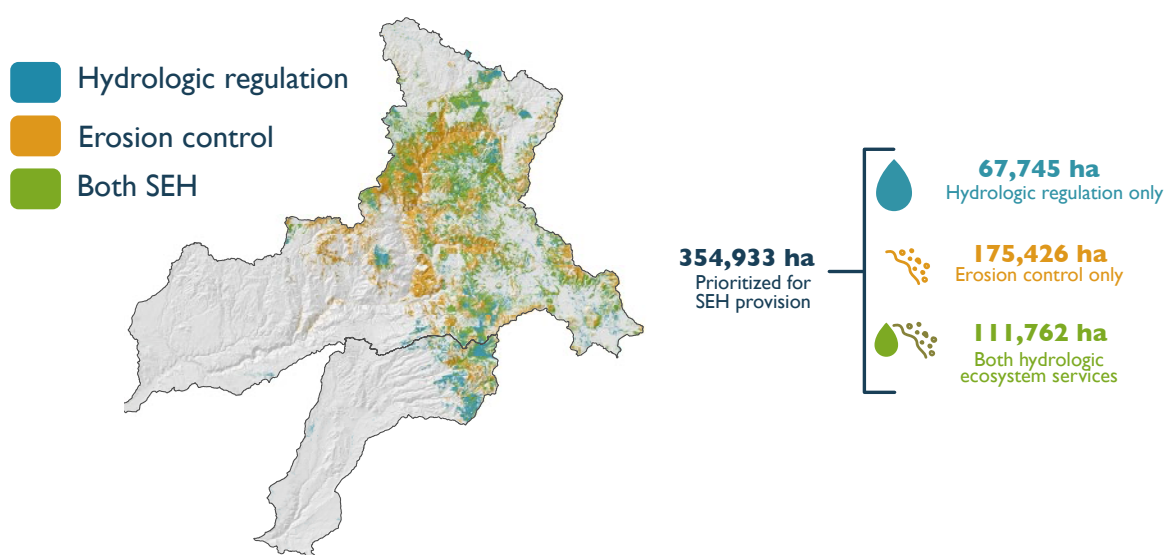 Hydrologic regulation
Erosion control
Both SEH
354,933 ha
Prioritized for
SEH provision
67,745 ha
Hydrologic regulation only
175,426 ha
Erosion control only
111,762 ha
Both hydrologic
ecosystem services